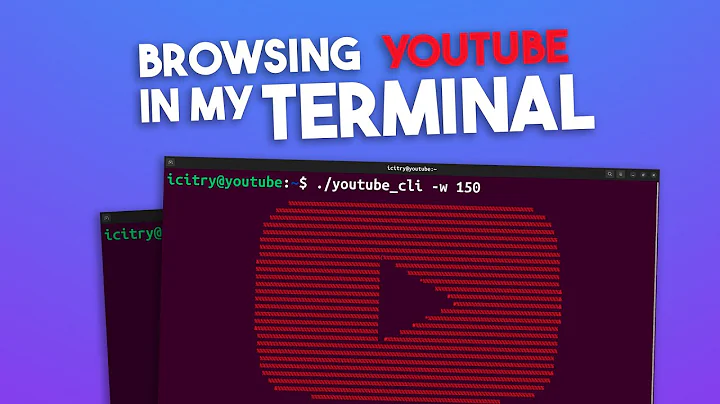 BROWSING YOUTUBE
IN MY TERMINAL
icitry@youtube:~
icitry@youtube:~$ ./youtube_cli -w 150
icitry@